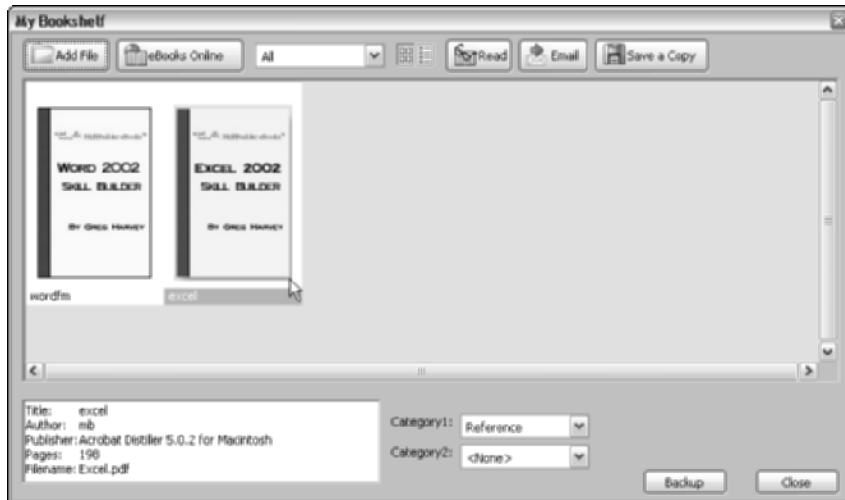 My Bookshelf
Add File eBooks Online All Read Email Save a Copy
WORD 2002 EXCEL 2002
SKILL BUILDER SKILL BUILDER
BY GREG HARVEY BY GREG HARVEY
wordfm excel
Title: excel
Author: mb
Publisher: Acrobat Distiller 5.0.2 for Macintosh
Pages: 198
Filename: Excel.pdf
Category1: Reference
Category2: <None>
Backup Close